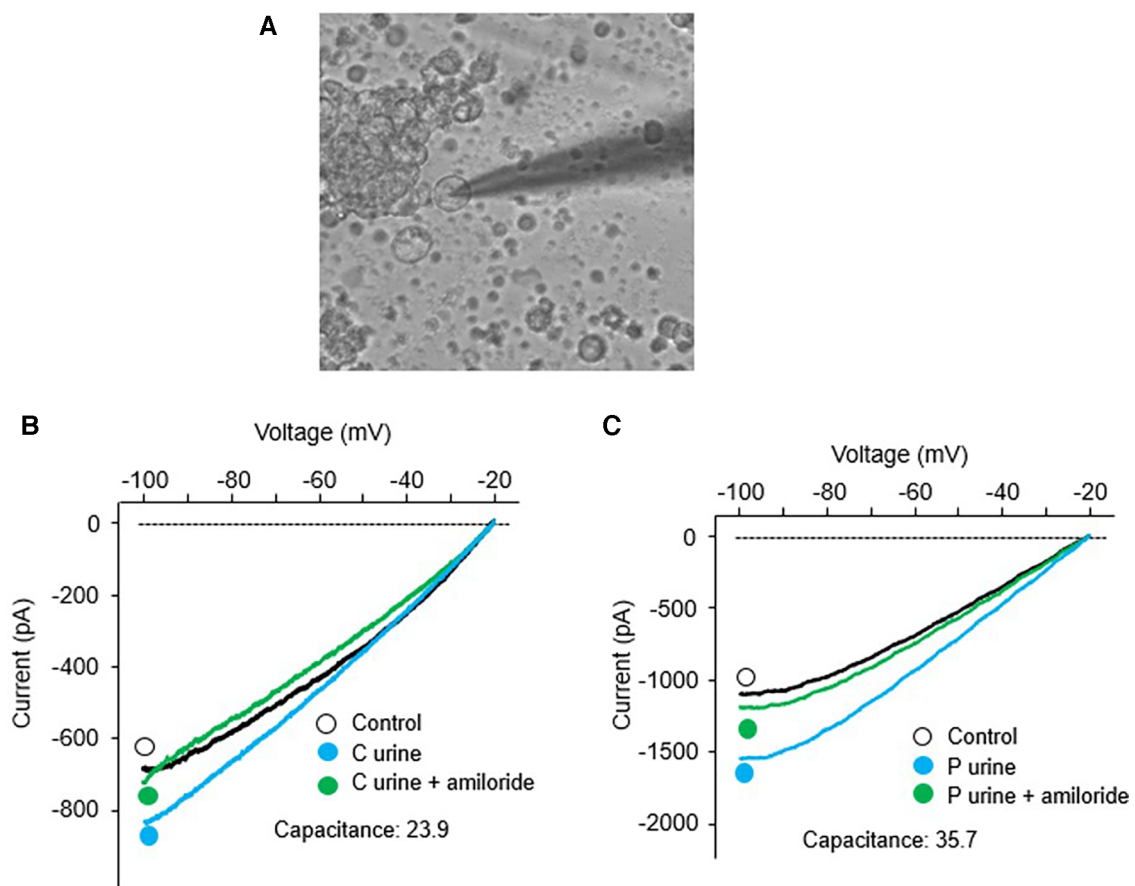 A
B
Voltage (mV)
-100 -80 -60 -40 -20
0
-200
-400
-600
-800
Current (pA)
Control
C urine
C urine + amiloride
Capacitance: 23.9
C
Voltage (mV)
-100 -80 -60 -40 -20
0
-500
-1000
-1500
-2000
Current (pA)
Control
P urine
P urine + amiloride
Capacitance: 35.7